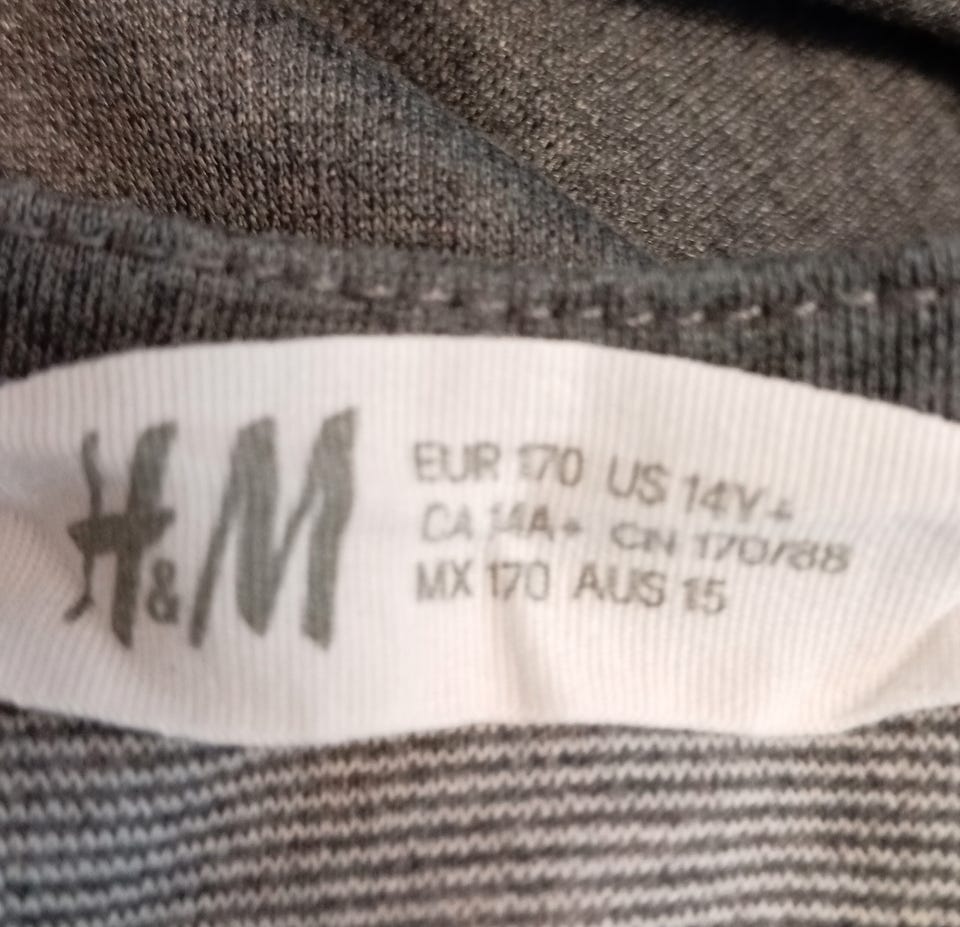 H&M
EUR 170 US 14Y+
CA 14A+ CN 170/88
MX 170 AUS 15